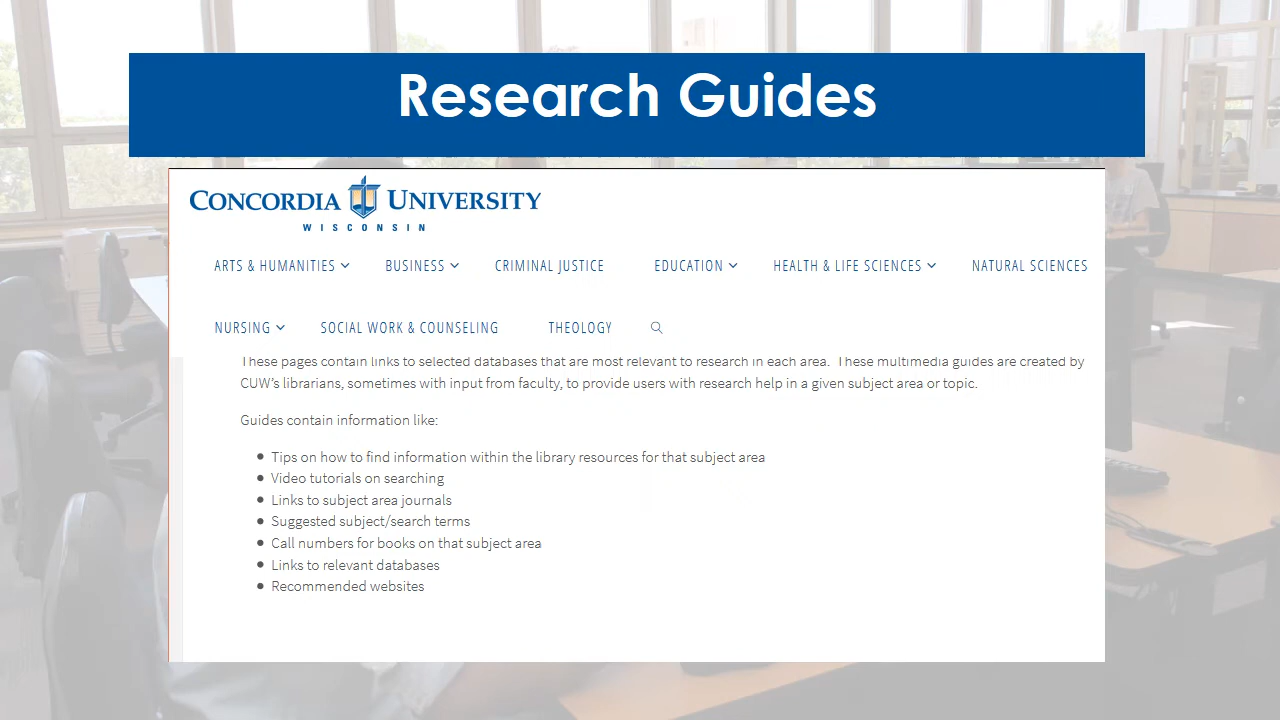 Research Guides
CONCORDIA UNIVERSITY
WISCONSIN
ARTS & HUMANITIES BUSINESS CRIMINAL JUSTICE EDUCATION HEALTH & LIFE SCIENCES NATURAL SCIENCES
NURSING SOCIAL WORK & COUNSELING THEOLOGY
These pages contain links to selected databases that are most relevant to research in each area. These multimedia guides are created by
CUW's librarians, sometimes with input from faculty, to provide users with research help in a given subject area or topic.
Guides contain information like:
• Tips on how to find information within the library resources for that subject area
• Video tutorials on searching
• Links to subject area journals
• Suggested subject/search terms
• Call numbers for books on that subject area
• Links to relevant databases
• Recommended websites